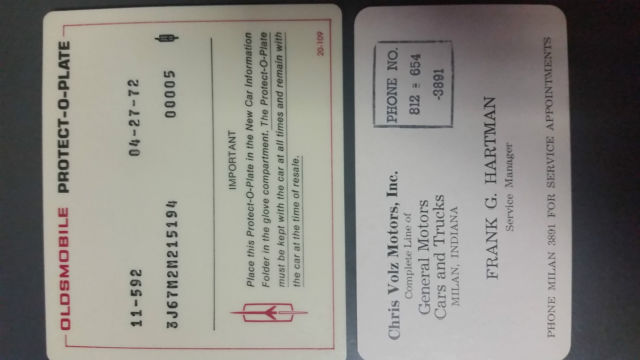 OLDSMOBILE PROTECT-O-PLATE
11-592 04-27-72
3J67M2M215194 00005
IMPORTANT
Place this Protect-O-Plate in the New Car Information
Folder in the glove compartment. The Protect-O-Plate
must be kept with the car at all times and remain with
the car at the time of resale.
20-109
PHONE NO.
812 = 654
-3891
Chris Volz Motors, Inc.
Complete Line of
General Motors
Cars and Trucks
MILAN, INDIANA
FRANK G. HARTMAN
Service Manager
PHONE MILAN 3891 FOR SERVICE APPOINTMENTS